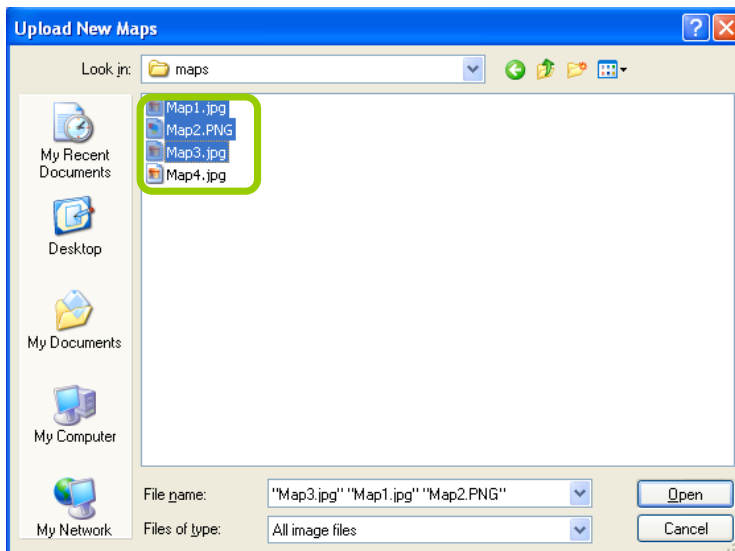 Upload New Maps
Look in: maps
Map1.jpg
Map2.PNG
Map3.jpg
Map4.jpg
My Recent
Documents
Desktop
My Documents
My Computer
My Network
File name: "Map3.jpg" "Map1.jpg" "Map2.PNG" Open
Files of type: All image files Cancel